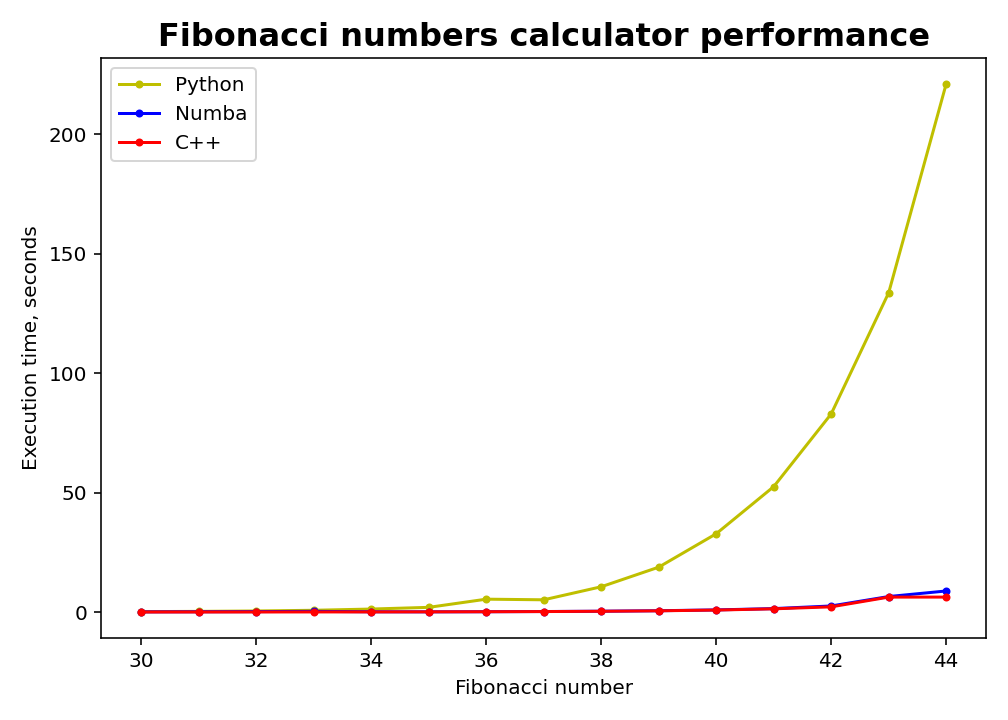 Fibonacci numbers calculator performance
Python
Numba
C++
Execution time, seconds
200
150
100
50
0
30 32 34 36 38 40 42 44
Fibonacci number